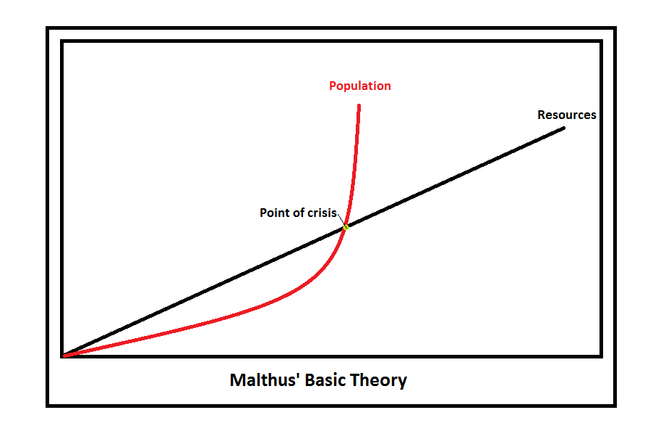 Population
Resources
Point of crisis
Malthus' Basic Theory